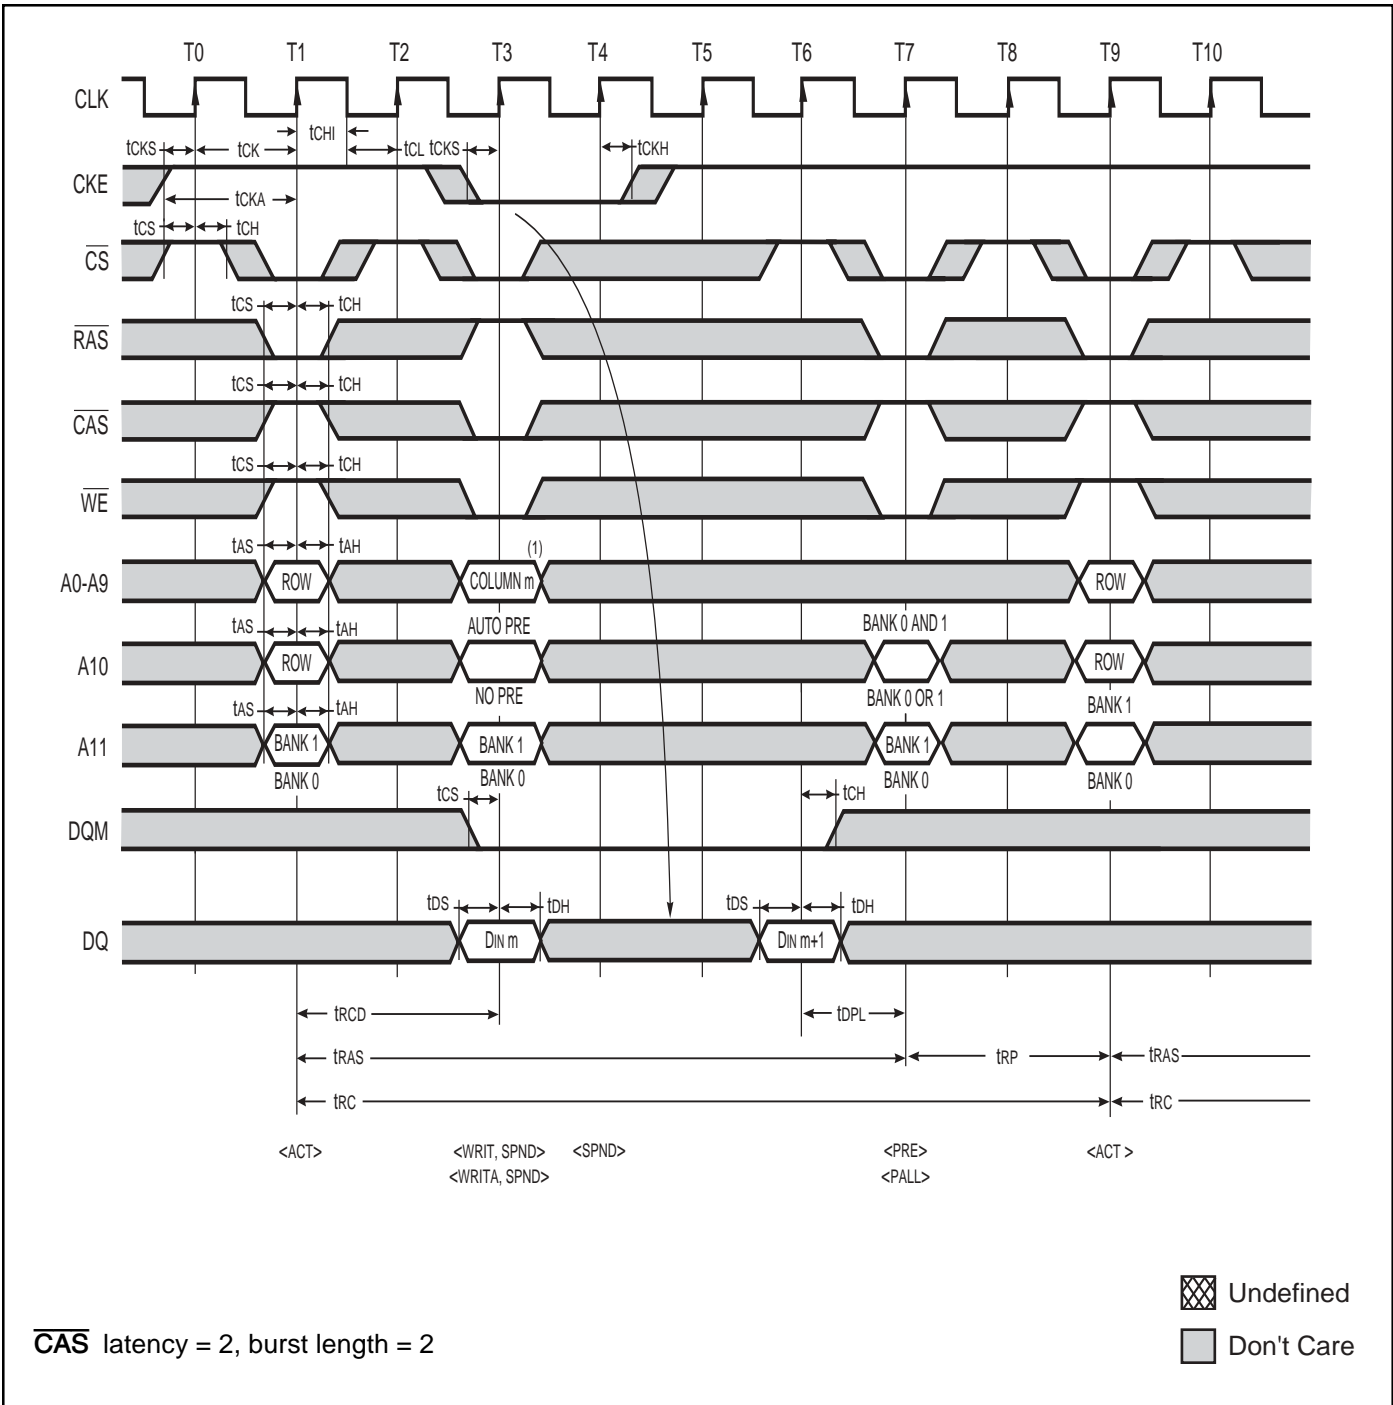 T0 T1 T2 T3 T4 T5 T6 T7 T8 T9 T10
CLK
tCHI
tCKS tCK tCL tCKS tCKH
CKE
tCKA
tCS tCH
CS
tCS tCH
RAS
tCS tCH
CAS
tCS tCH
WE
tAS tAH (1)
A0-A9 ROW COLUMN m ROW
tAS tAH AUTO PRE BANK 0 AND 1
A10 ROW ROW
NO PRE BANK 0 OR 1 BANK 1
tAS tAH
A11 BANK 1 BANK 1 BANK 1
BANK 0 BANK 0 BANK 0 BANK 0
tCS tCH
DQM
tDS tDH tDS tDH
DQ DIN m DIN m+1
tRCD tDPL
tRAS tRP tRAS
tRC tRC
<ACT> <WRIT, SPND> <SPND> <PRE> <ACT >
<WRITA, SPND> <PALL>
Undefined
CAS latency = 2, burst length = 2
Don't Care